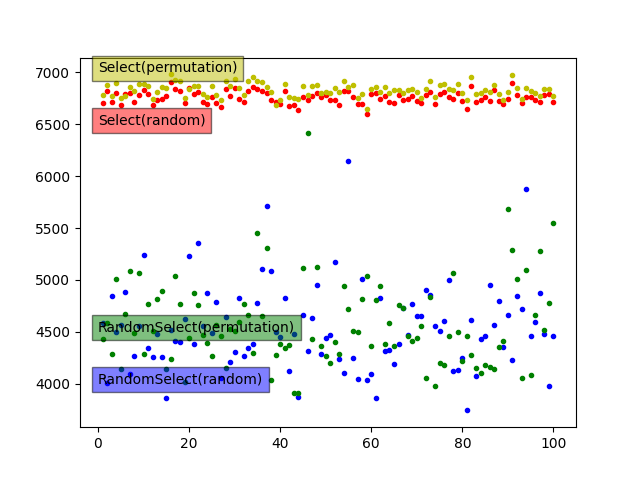 7000
6500
6000
5500
5000
4500
4000
Select(permutation)
Select(random)
RandomSelect(permutation)
RandomSelect(random)
0 20 40 60 80 100